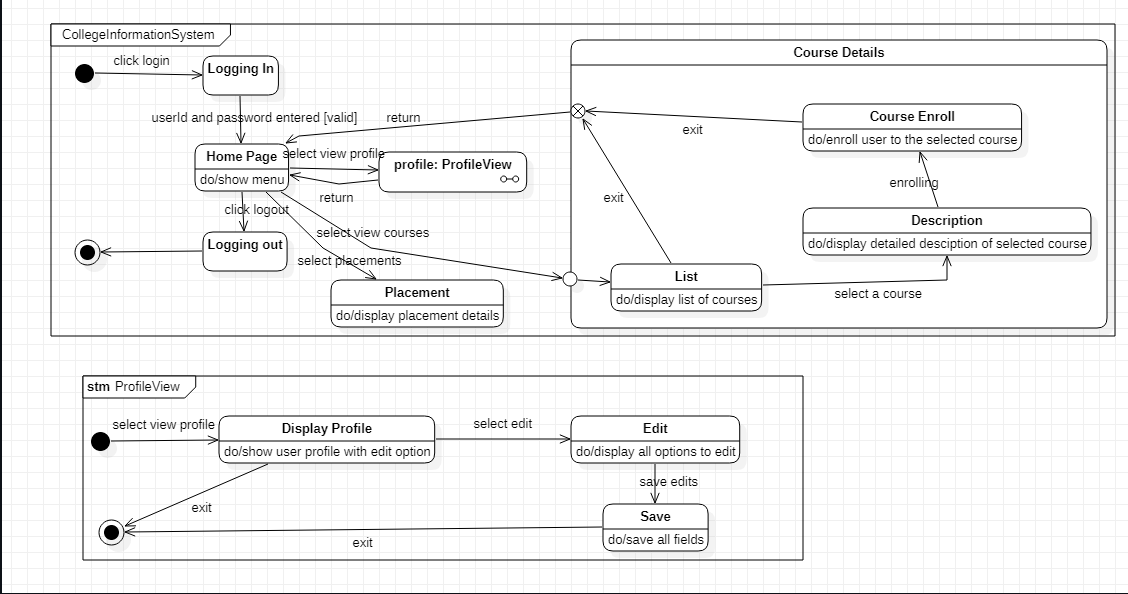 CollegeInformationSystem
Course Details
click login
Logging In
userId and password entered [valid]
return
exit
Course Enroll
do/enroll user to the selected course
Home Page
do/show menu
select view profile
profile: ProfileView
return
exit
enrolling
click logout
Logging out
select view courses
select placements
Description
do/display detailed desciption of selected course
Placement
do/display placement details
List
do/display list of courses
select a course
stm ProfileView
select view profile
Display Profile
do/show user profile with edit option
select edit
Edit
do/display all options to edit
save edits
exit
Save
do/save all fields
exit